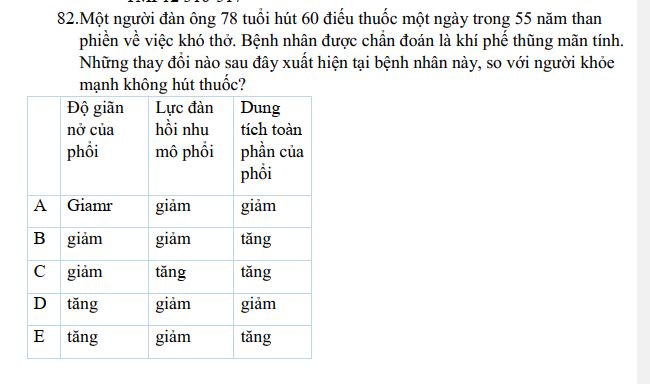 82.Một người đàn ông 78 tuổi hút 60 điếu thuốc một ngày trong 55 năm than
phiền về việc khó thở. Bệnh nhân được chẩn đoán là khí phế thũng mãn tính.
Những thay đổi nào sau đây xuất hiện tại bệnh nhân này, so với người khỏe
mạnh không hút thuốc?
Độ giãn nở của phổi Lực đàn hồi nhu mô phổi Dung tích toàn phần của phổi
A Giamr giảm giảm
B giảm giảm tăng
C giảm tăng tăng
D tăng giảm giảm
E tăng giảm tăng